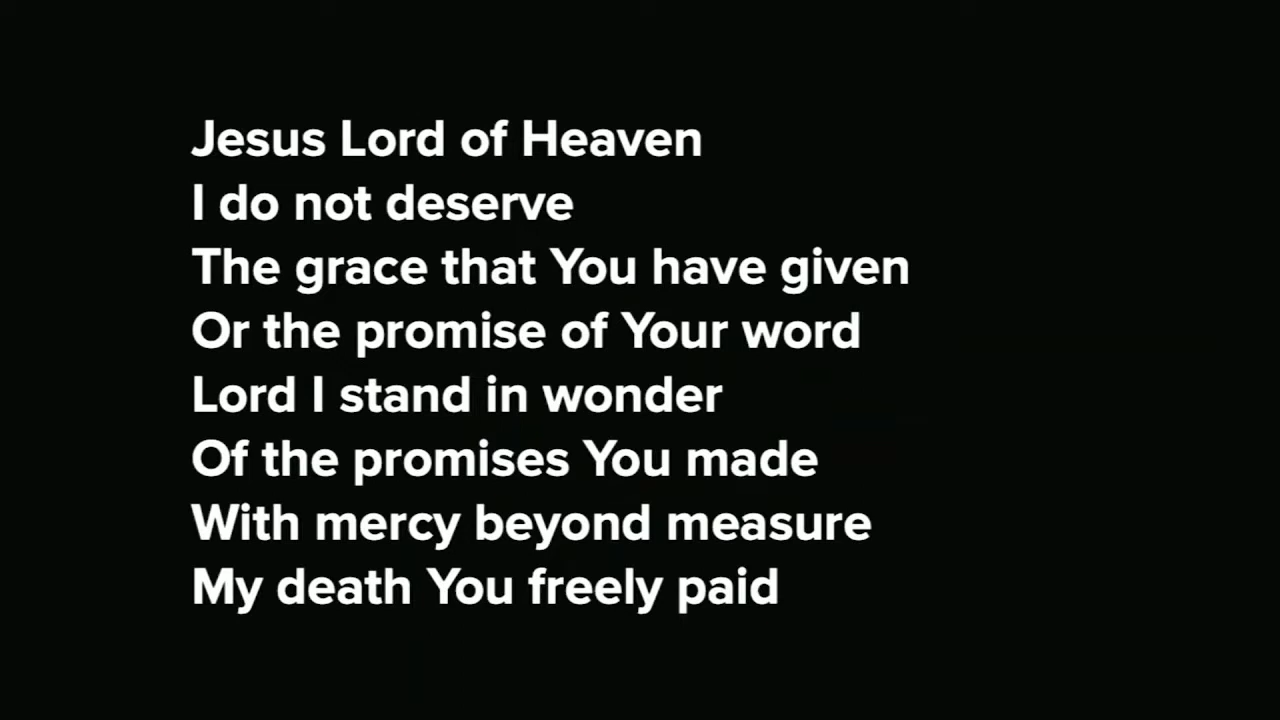 Jesus Lord of Heaven
I do not deserve
The grace that You have given
Or the promise of Your word
Lord I stand in wonder
Of the promises You made
With mercy beyond measure
My death You freely paid